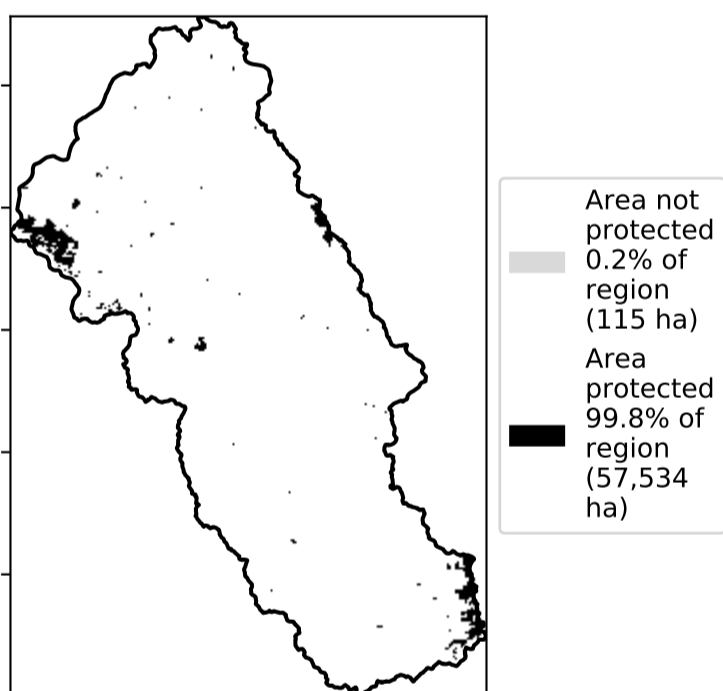 Area not
protected
0.2% of
region
(115 ha)
Area
protected
99.8% of
region
(57,534
ha)